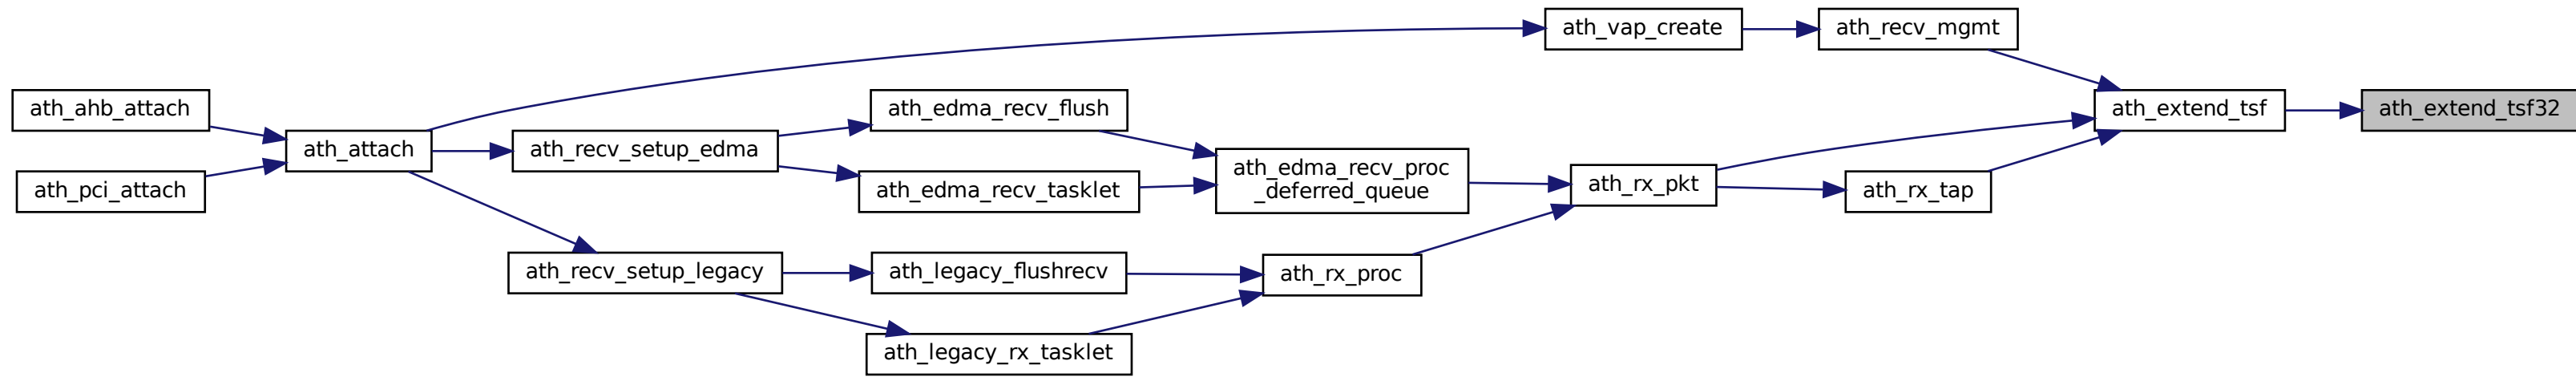 ath_vap_create
ath_recv_mgmt
ath_ahb_attach
ath_edma_recv_flush
ath_extend_tsf
ath_extend_tsf32
ath_attach
ath_recv_setup_edma
ath_edma_recv_proc
_deferred_queue
ath_pci_attach
ath_edma_recv_tasklet
ath_rx_pkt
ath_rx_tap
ath_recv_setup_legacy
ath_legacy_flushrecv
ath_rx_proc
ath_legacy_rx_tasklet